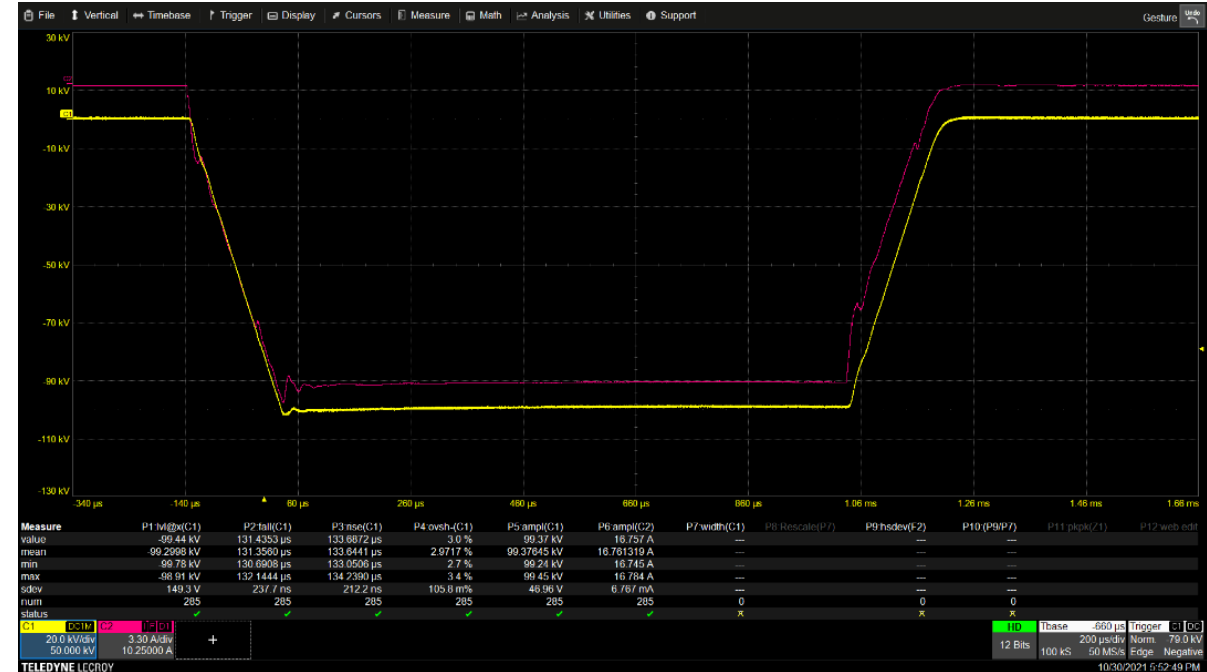 File Vertical Timebase Trigger Display Cursors Measure Math Analysis Utilities Support
Gesture Undo
30 kV
C2
10 kV
C1
-10 kV
30 kV
-50 kV
-70 kV
-90 kV
-110 kV
-130 kV
-340 µs -140 µs 60 µs 260 µs 460 µs 660 µs 860 µs 1.06 ms 1.26 ms 1.46 ms 1.66 ms
Measure P1:lvl@x(C1) P2:fall(C1) P3:rise(C1) P4:ovsh-(C1) P5:ampl(C1) P6:ampl(C2) P7:width(C1) P8:Rescale(P7) P9:hsdev(F2) P10:(P9/P7) P11:pkpk(Z1) P12:web edit
value -99.44 kV 131.4353 µs 133.6872 µs 3.0 % 99.37 kV 16.757 A --- --- ---
mean -99.2998 kV 131.3560 µs 133.6441 µs 2.9717 % 99.37645 kV 16.761319 A --- --- ---
min -99.78 kV 130.6908 µs 133.0506 µs 2.7 % 99.24 kV 16.745 A --- --- ---
max -98.91 kV 132.1444 µs 134.2390 µs 3.4 % 99.45 kV 16.784 A --- --- ---
sdev 149.3 V 237.7 ns 212.2 ns 105.8 m% 46.96 V 6.767 mA --- --- ---
num 285 285 285 285 285 285 0 0 0
status
C1 DC1M C2
20.0 kV/div 3.30 A/div
50.000 kV 10.25000 A
+
HD Tbase -660 µs Trigger C1 DC
12 Bits 200 µs/div Norm. -79.0 kV
100 kS 50 MS/s Edge Negative
TELEDYNE LECROY 10/30/2021 5:52:49 PM